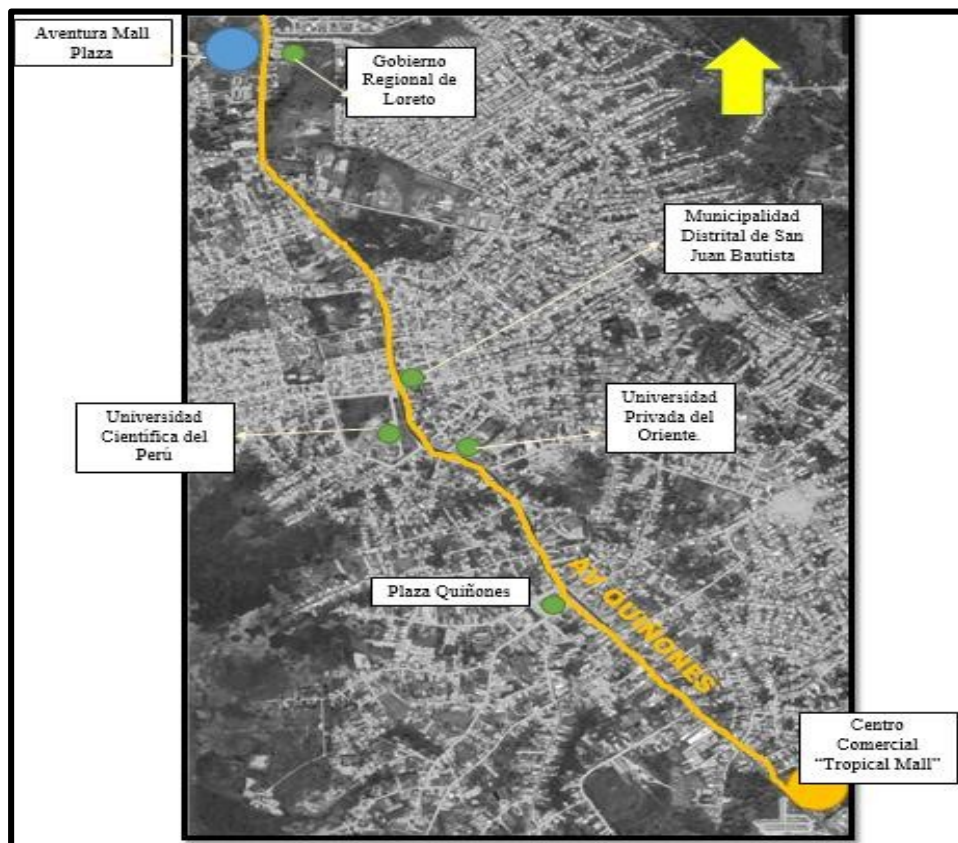 Aventura Mall
Plaza
Gobierno
Regional de
Loreto
Municipalidad
Distrital de San
Juan Bautista
Universidad
Científica del
Perú
Universidad
Privada del
Oriente.
Plaza Quiñones
AV QUIÑONES
Centro
Comercial
“Tropical Mall”